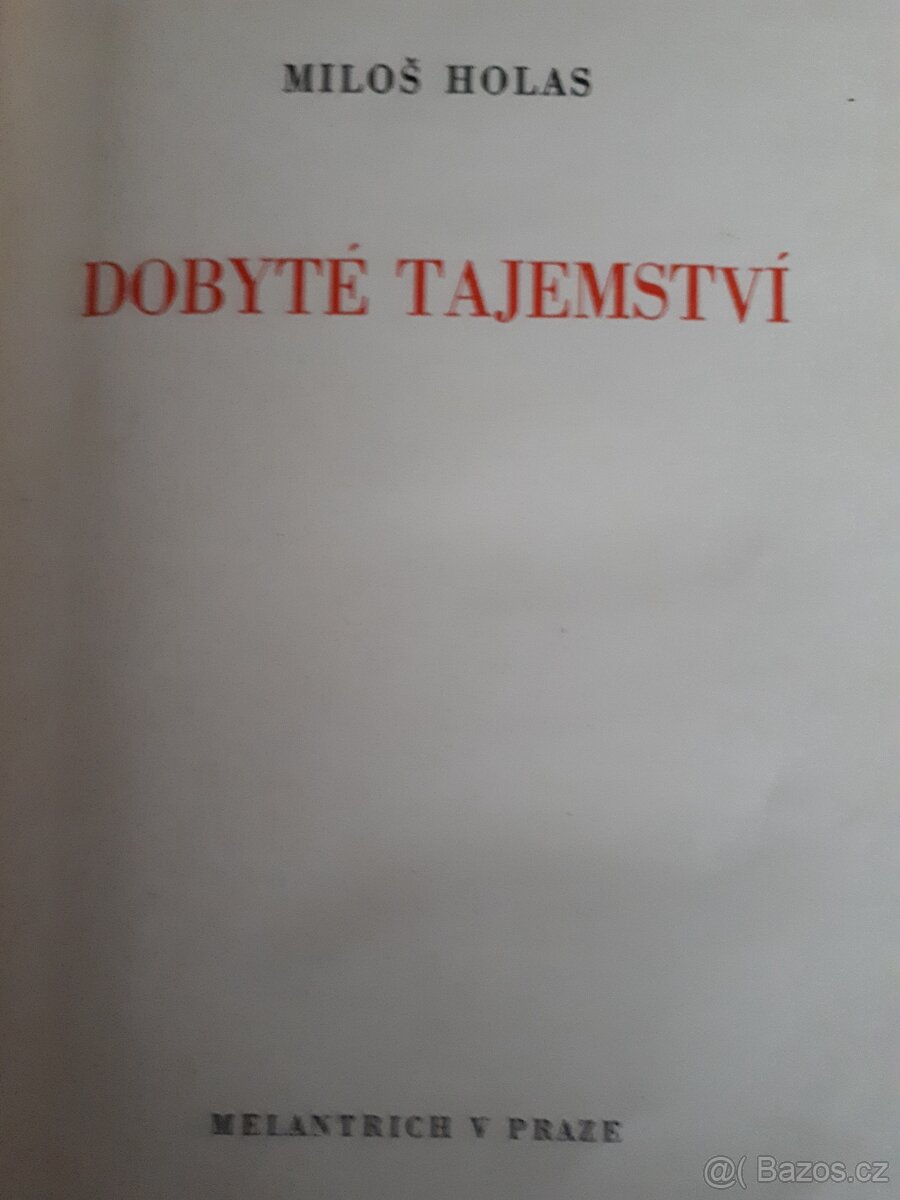 MILOŠ HOLAS
DOBYTÉ TAJEMSTVÍ
MELANTRICH V PRAZE
@( Bazos.cz